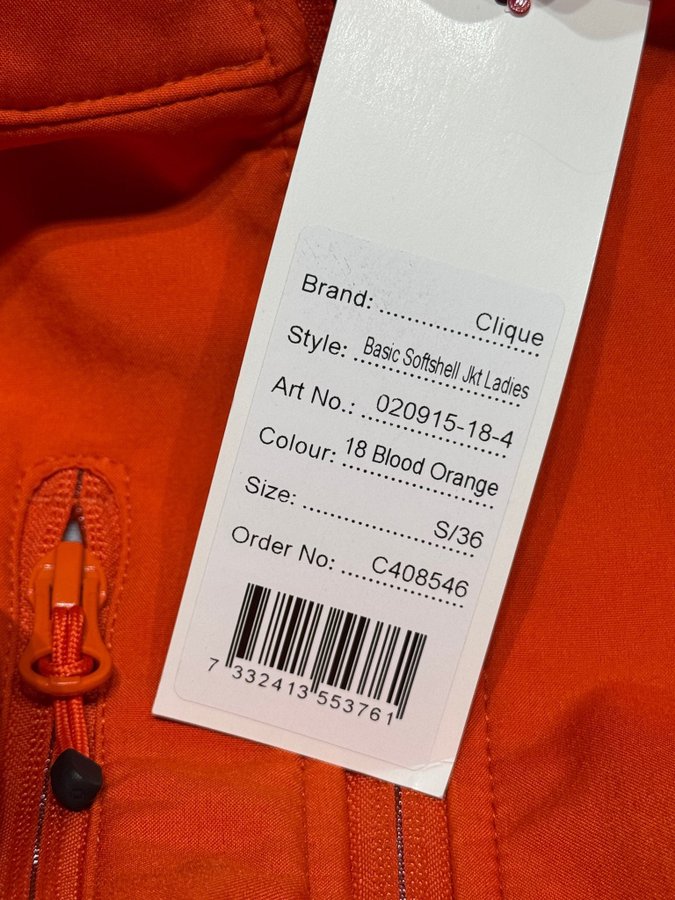 Brand: Clique
Style: Basic Softshell Jkt Ladies
Art No.: 020915-18-4
Colour: 18 Blood Orange
Size: S/36
Order No: C408546
7 332413 553761